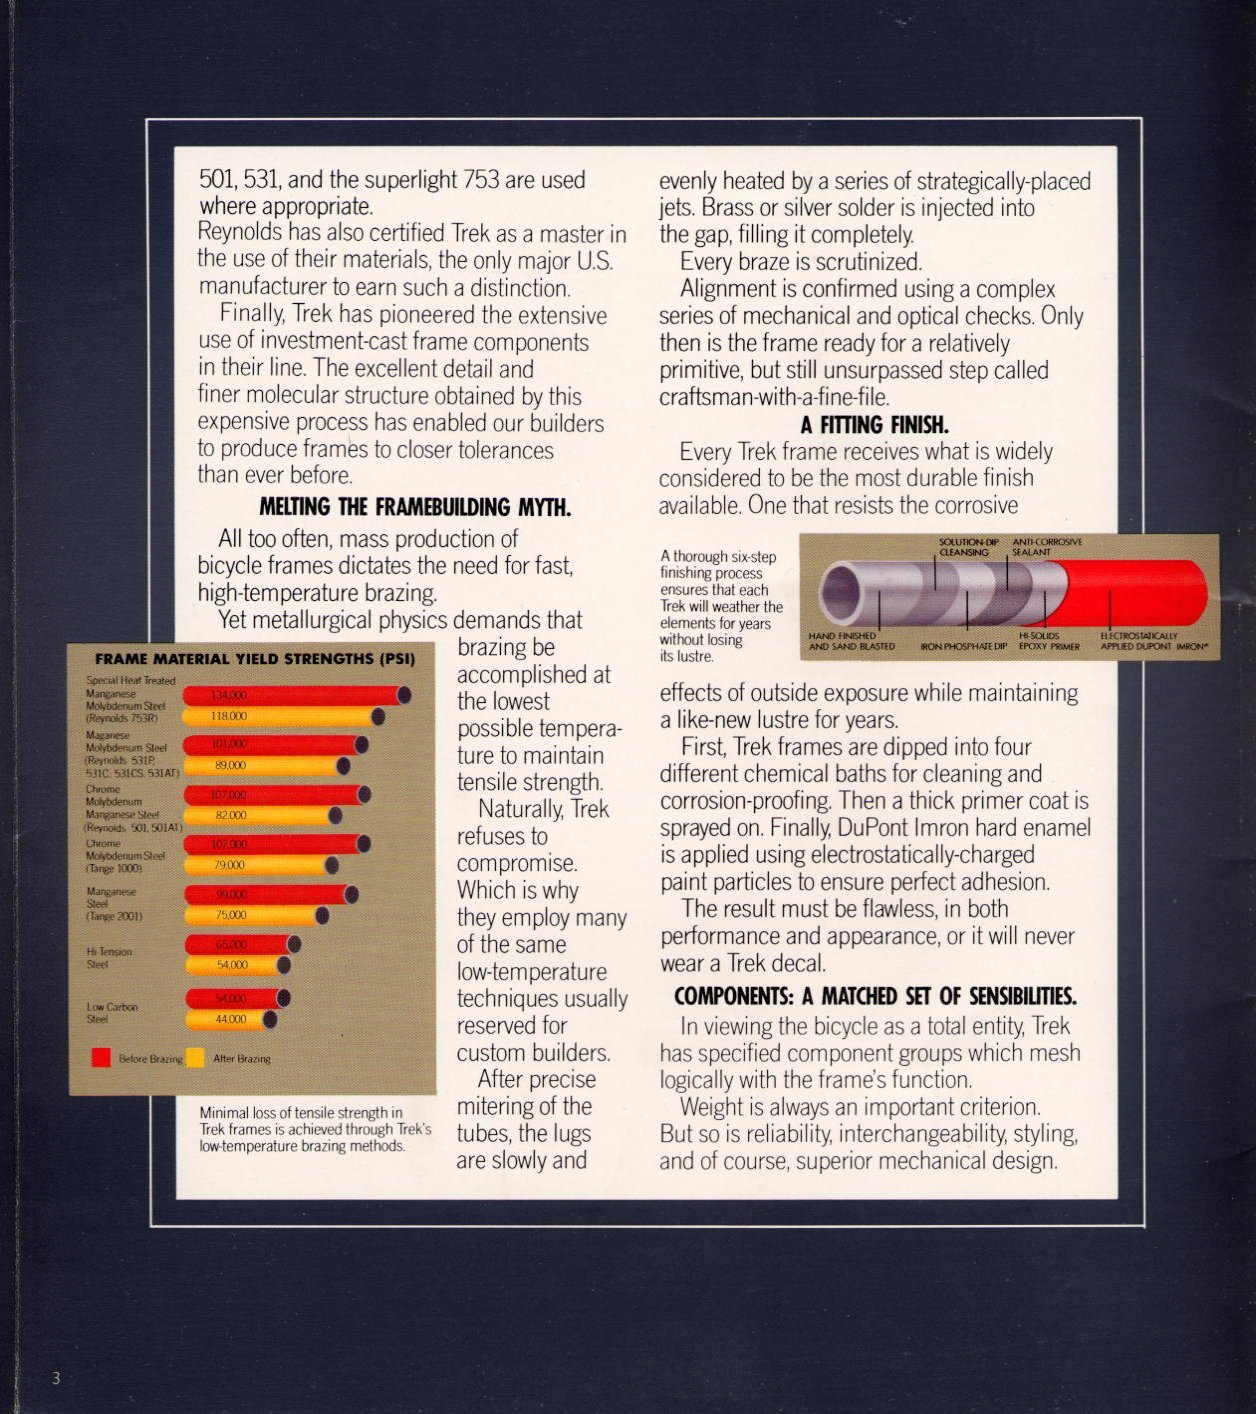 501, 531, and the superlight 753 are used
where appropriate.
Reynolds has also certified Trek as a master in
the use of their materials, the only major U.S.
manufacturer to earn such a distinction.
Finally, Trek has pioneered the extensive
use of investment-cast frame components
in their line. The excellent detail and
finer molecular structure obtained by this
expensive process has enabled our builders
to produce frames to closer tolerances
than ever before.
MELTING THE FRAMEBUILDING MYTH.
All too often, mass production of
bicycle frames dictates the need for fast,
high-temperature brazing.
Yet metallurgical physics demands that
brazing be
accomplished at
the lowest
possible tempera-
ture to maintain
tensile strength.
Naturally, Trek
refuses to
compromise.
Which is why
they employ many
of the same
low-temperature
techniques usually
reserved for
custom builders.
After precise
mitering of the
tubes, the lugs
are slowly and
FRAME MATERIAL YIELD STRENGTHS (PSI)
Special Heat Treated
Manganese
Molybdenum Steel
(Reynolds 753R)
134,000
118,000
Maganese
Molybdenum Steel
(Reynolds 531P,
531C, 531CS, 531AT)
101,000
89,000
Chrome
Molybdenum
Manganese Steel
(Reynolds 501, 501AT)
107,000
82,000
Chrome
Molybdenum Steel
(Tange 1000)
107,000
79,000
Manganese
Steel
(Tange 2001)
99,000
75,000
Hi-Tension
Steel
65,000
54,000
Low Carbon
Steel
54,000
44,000
Before Brazing
After Brazing
Minimal loss of tensile strength in
Trek frames is achieved through Trek's
low-temperature brazing methods.
evenly heated by a series of strategically-placed
jets. Brass or silver solder is injected into
the gap, filling it completely.
Every braze is scrutinized.
Alignment is confirmed using a complex
series of mechanical and optical checks. Only
then is the frame ready for a relatively
primitive, but still unsurpassed step called
craftsman-with-a-fine-file.
A FITTING FINISH.
Every Trek frame receives what is widely
considered to be the most durable finish
available. One that resists the corrosive
A thorough six-step
finishing process
ensures that each
Trek will weather the
elements for years
without losing
its lustre.
SOLUTION-DIP
CLEANSING
ANTI-CORROSIVE
SEALANT
HAND FINISHED
AND SAND BLASTED
IRON PHOSPHATE DIP
HI-SOLIDS
EPOXY PRIMER
ELECTROSTATICALLY
APPLIED DUPONT IMRON®
effects of outside exposure while maintaining
a like-new lustre for years.
First, Trek frames are dipped into four
different chemical baths for cleaning and
corrosion-proofing. Then a thick primer coat is
sprayed on. Finally, DuPont Imron hard enamel
is applied using electrostatically-charged
paint particles to ensure perfect adhesion.
The result must be flawless, in both
performance and appearance, or it will never
wear a Trek decal.
COMPONENTS: A MATCHED SET OF SENSIBILITIES.
In viewing the bicycle as a total entity, Trek
has specified component groups which mesh
logically with the frame's function.
Weight is always an important criterion.
But so is reliability, interchangeability, styling,
and of course, superior mechanical design.
3